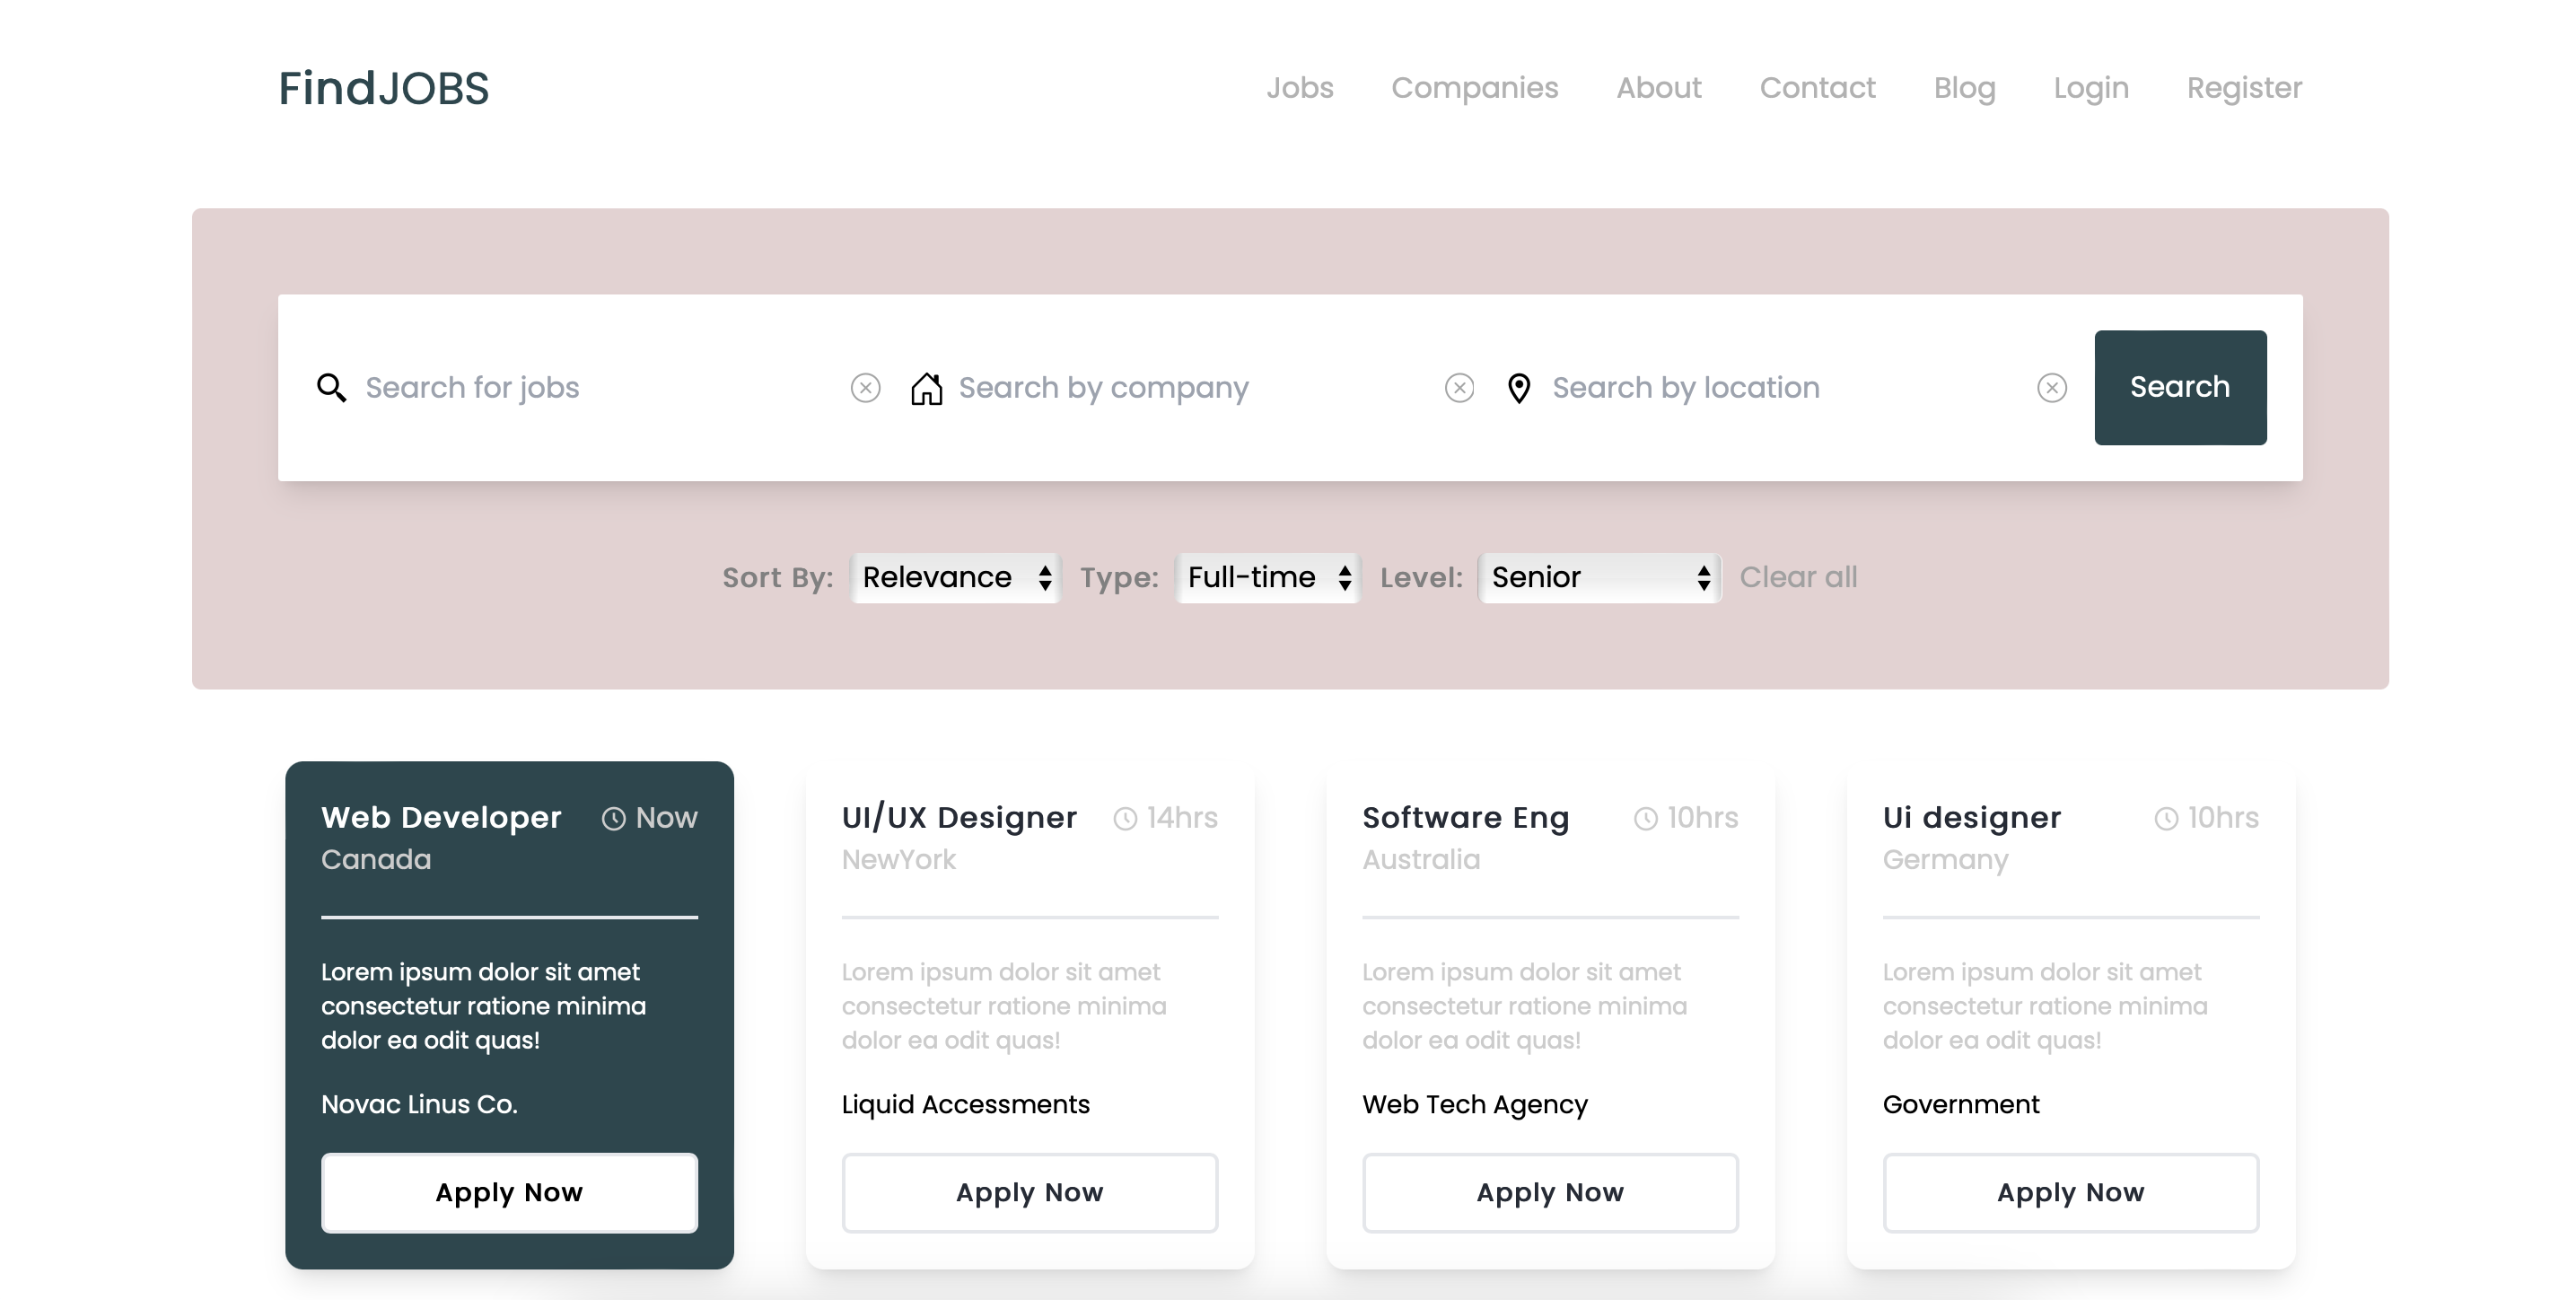 FindJOBS
Jobs Companies About Contact Blog Login Register
Search for jobs Search by company Search by location Search
Sort By: Relevance Type: Full-time Level: Senior Clear all
Web Developer Now
Canada
Lorem ipsum dolor sit amet
consectetur ratione minima
dolor ea odit quas!
Novac Linus Co.
Apply Now
UI/UX Designer 14hrs
NewYork
Lorem ipsum dolor sit amet
consectetur ratione minima
dolor ea odit quas!
Liquid Accessments
Apply Now
Software Eng 10hrs
Australia
Lorem ipsum dolor sit amet
consectetur ratione minima
dolor ea odit quas!
Web Tech Agency
Apply Now
Ui designer 10hrs
Germany
Lorem ipsum dolor sit amet
consectetur ratione minima
dolor ea odit quas!
Government
Apply Now